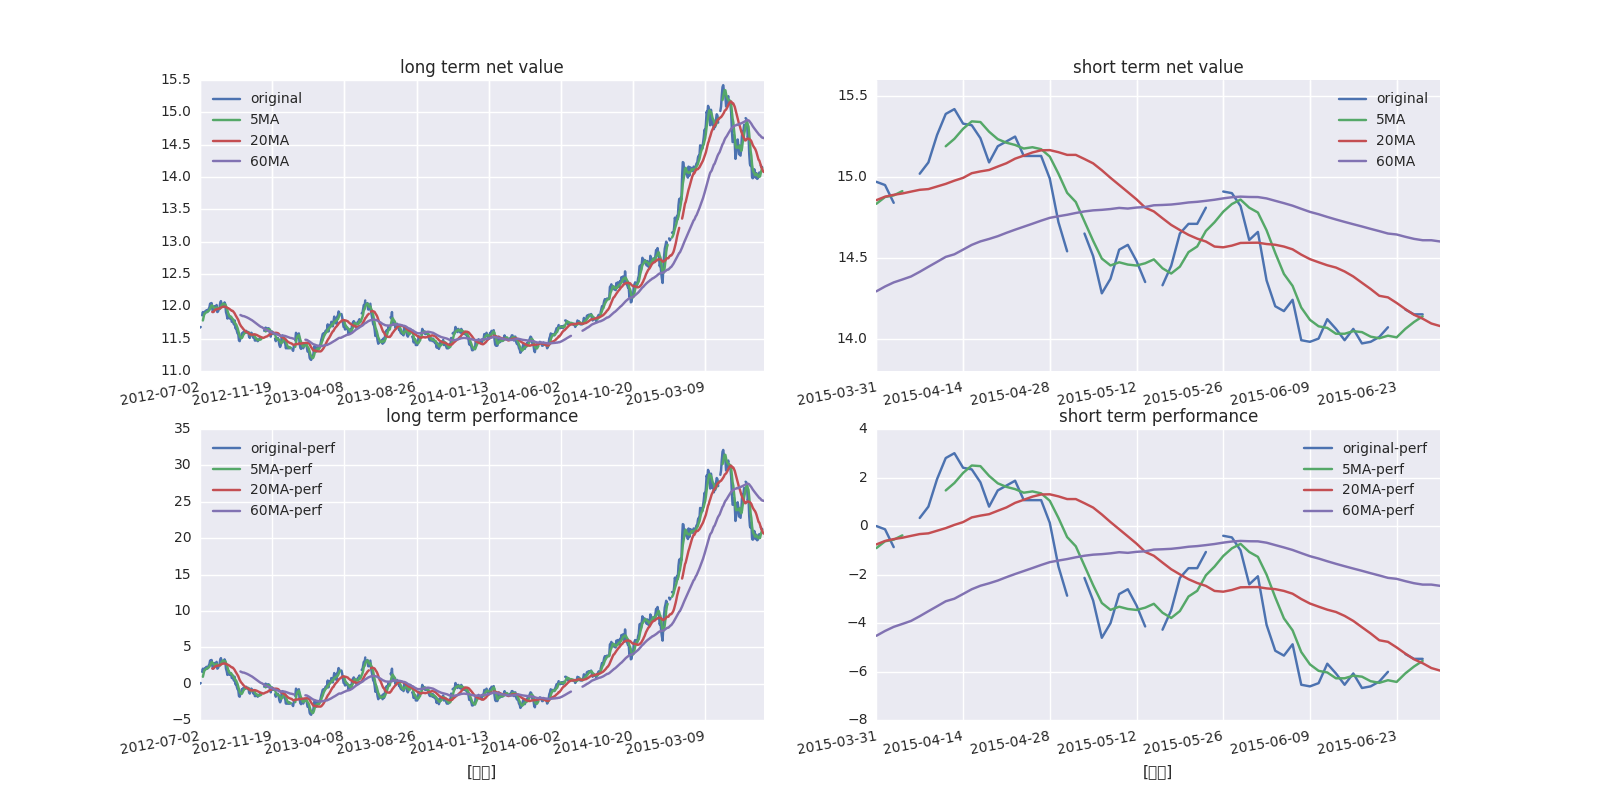 long term net value
15.5
15.0
14.5
14.0
13.5
13.0
12.5
12.0
11.5
11.0
original
5MA
20MA
60MA
2012-07-02 2012-11-19 2013-04-08 2013-08-26 2014-01-13 2014-06-02 2014-10-20 2015-03-09
short term net value
15.5
15.0
14.5
14.0
original
5MA
20MA
60MA
2015-03-31 2015-04-14 2015-04-28 2015-05-12 2015-05-26 2015-06-09 2015-06-23
long term performance
35
30
25
20
15
10
5
0
−5
original-perf
5MA-perf
20MA-perf
60MA-perf
2012-07-02 2012-11-19 2013-04-08 2013-08-26 2014-01-13 2014-06-02 2014-10-20 2015-03-09
short term performance
4
2
0
−2
−4
−6
−8
original-perf
5MA-perf
20MA-perf
60MA-perf
2015-03-31 2015-04-14 2015-04-28 2015-05-12 2015-05-26 2015-06-09 2015-06-23